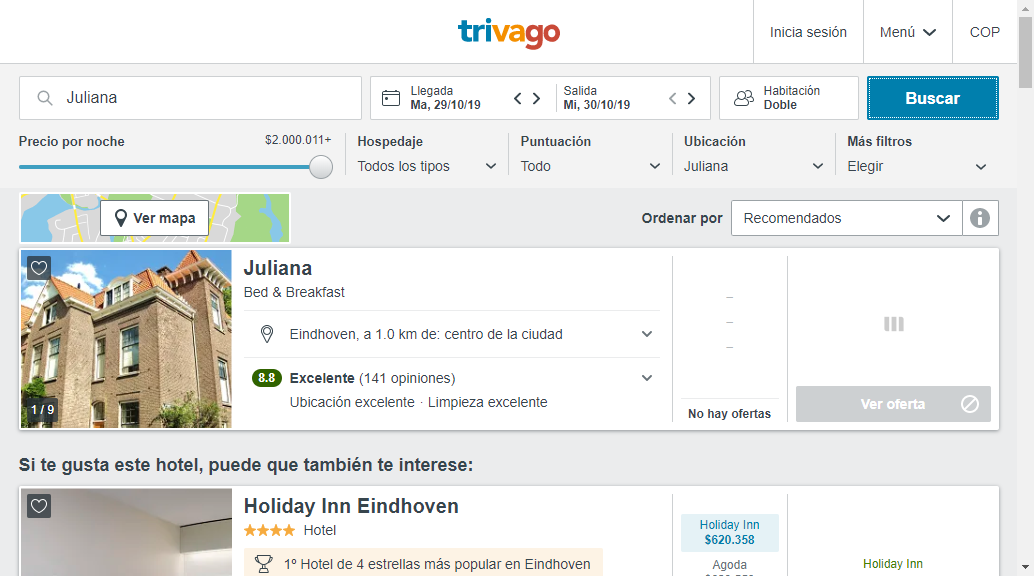 trivago
Inicia sesión
Menú
COP
Juliana
Llegada
Ma, 29/10/19
Salida
Mi, 30/10/19
Habitación
Doble
Buscar
Precio por noche
$2.000.011+
Hospedaje
Todos los tipos
Puntuación
Todo
Ubicación
Juliana
Más filtros
Elegir
Ver mapa
Ordenar por
Recomendados
Juliana
Bed & Breakfast
Eindhoven, a 1.0 km de: centro de la ciudad
8.8 Excelente (141 opiniones)
Ubicación excelente · Limpieza excelente
1 / 9
No hay ofertas
Ver oferta
Si te gusta este hotel, puede que también te interese:
Holiday Inn Eindhoven
Hotel
1º Hotel de 4 estrellas más popular en Eindhoven
Holiday Inn
$620.358
Agoda
Holiday Inn